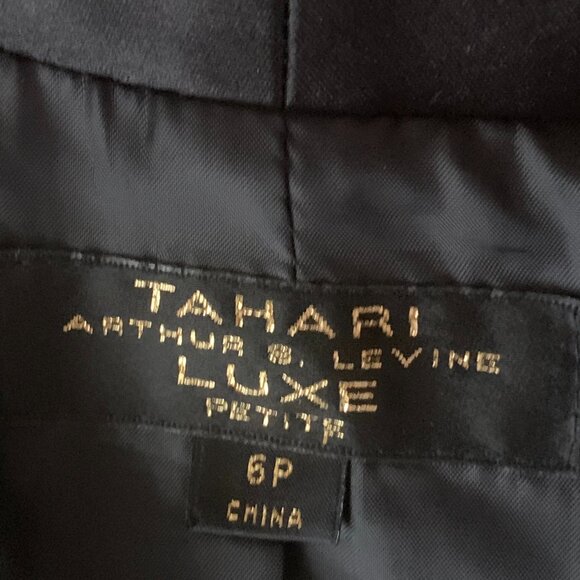 TAHARI
ARTHUR S. LEVINE
LUXE
PETITE
6P
CHINA